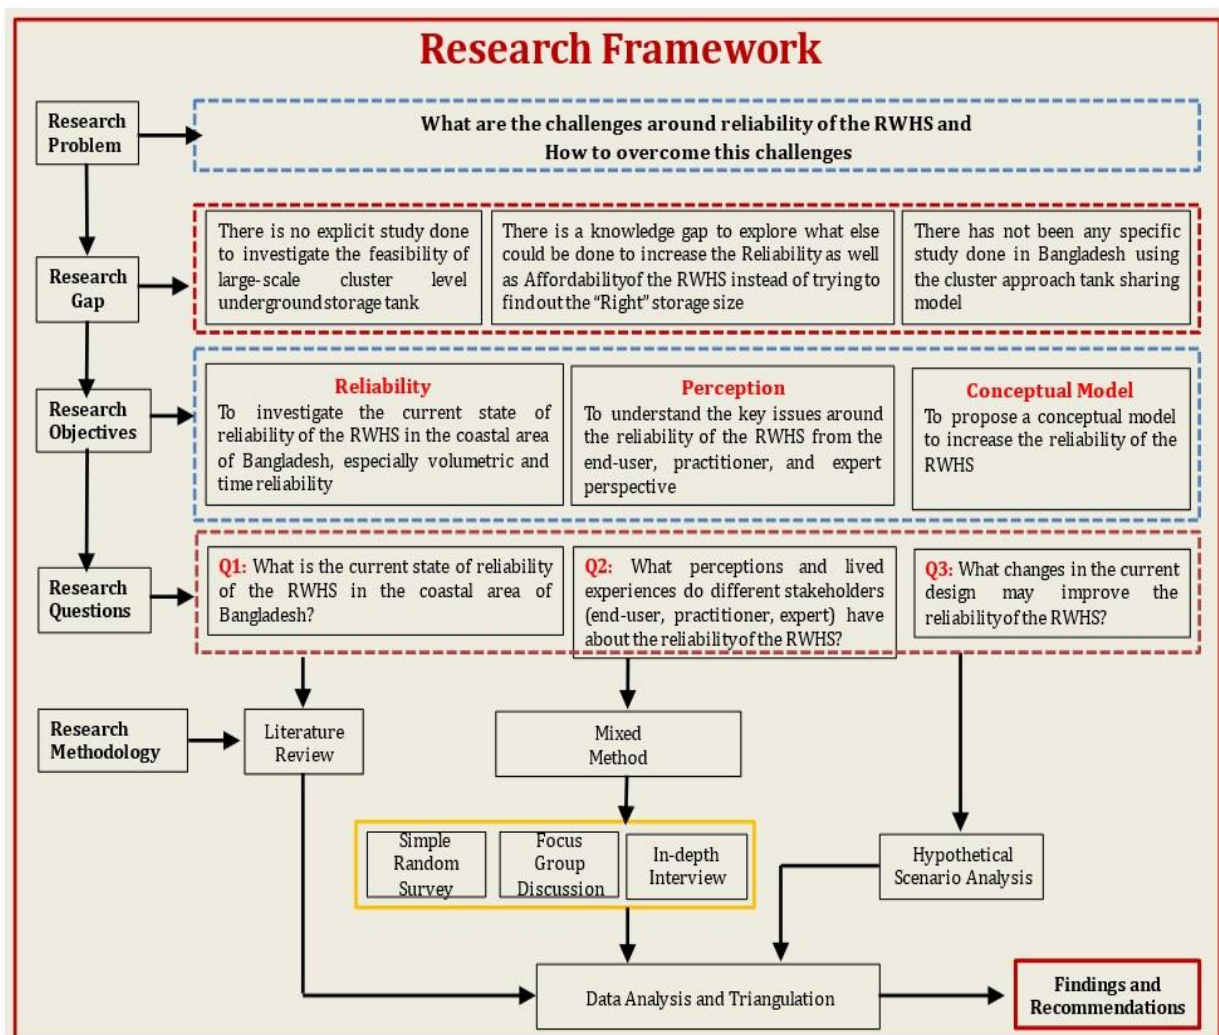 Research Framework
Research
Problem
What are the challenges around reliability of the RWHS and
How to overcome this challenges
Research
Gap
There is no explicit study done
to investigate the feasibility of
large-scale cluster level
underground storage tank
There is a knowledge gap to explore what else
could be done to increase the Reliability as well
as Affordability of the RWHS instead of trying to
find out the “Right” storage size
There has not been any specific
study done in Bangladesh using
the cluster approach tank sharing
model
Research
Objectives
Reliability
To investigate the current state of
reliability of the RWHS in the coastal area
of Bangladesh, especially volumetric and
time reliability
Perception
To understand the key issues around
the reliability of the RWHS from the
end-user, practitioner, and expert
perspective
Conceptual Model
To propose a conceptual model
to increase the reliability of the
RWHS
Research
Questions
Q1: What is the current state of reliability
of the RWHS in the coastal area of
Bangladesh?
Q2: What perceptions and lived
experiences do different stakeholders
(end-user, practitioner, expert) have
about the reliability of the RWHS?
Q3: What changes in the current
design may improve the
reliability of the RWHS?
Research
Methodology
Literature
Review
Mixed
Method
Simple
Random
Survey
Focus
Group
Discussion
In-depth
Interview
Hypothetical
Scenario Analysis
Data Analysis and Triangulation
Findings and
Recommendations